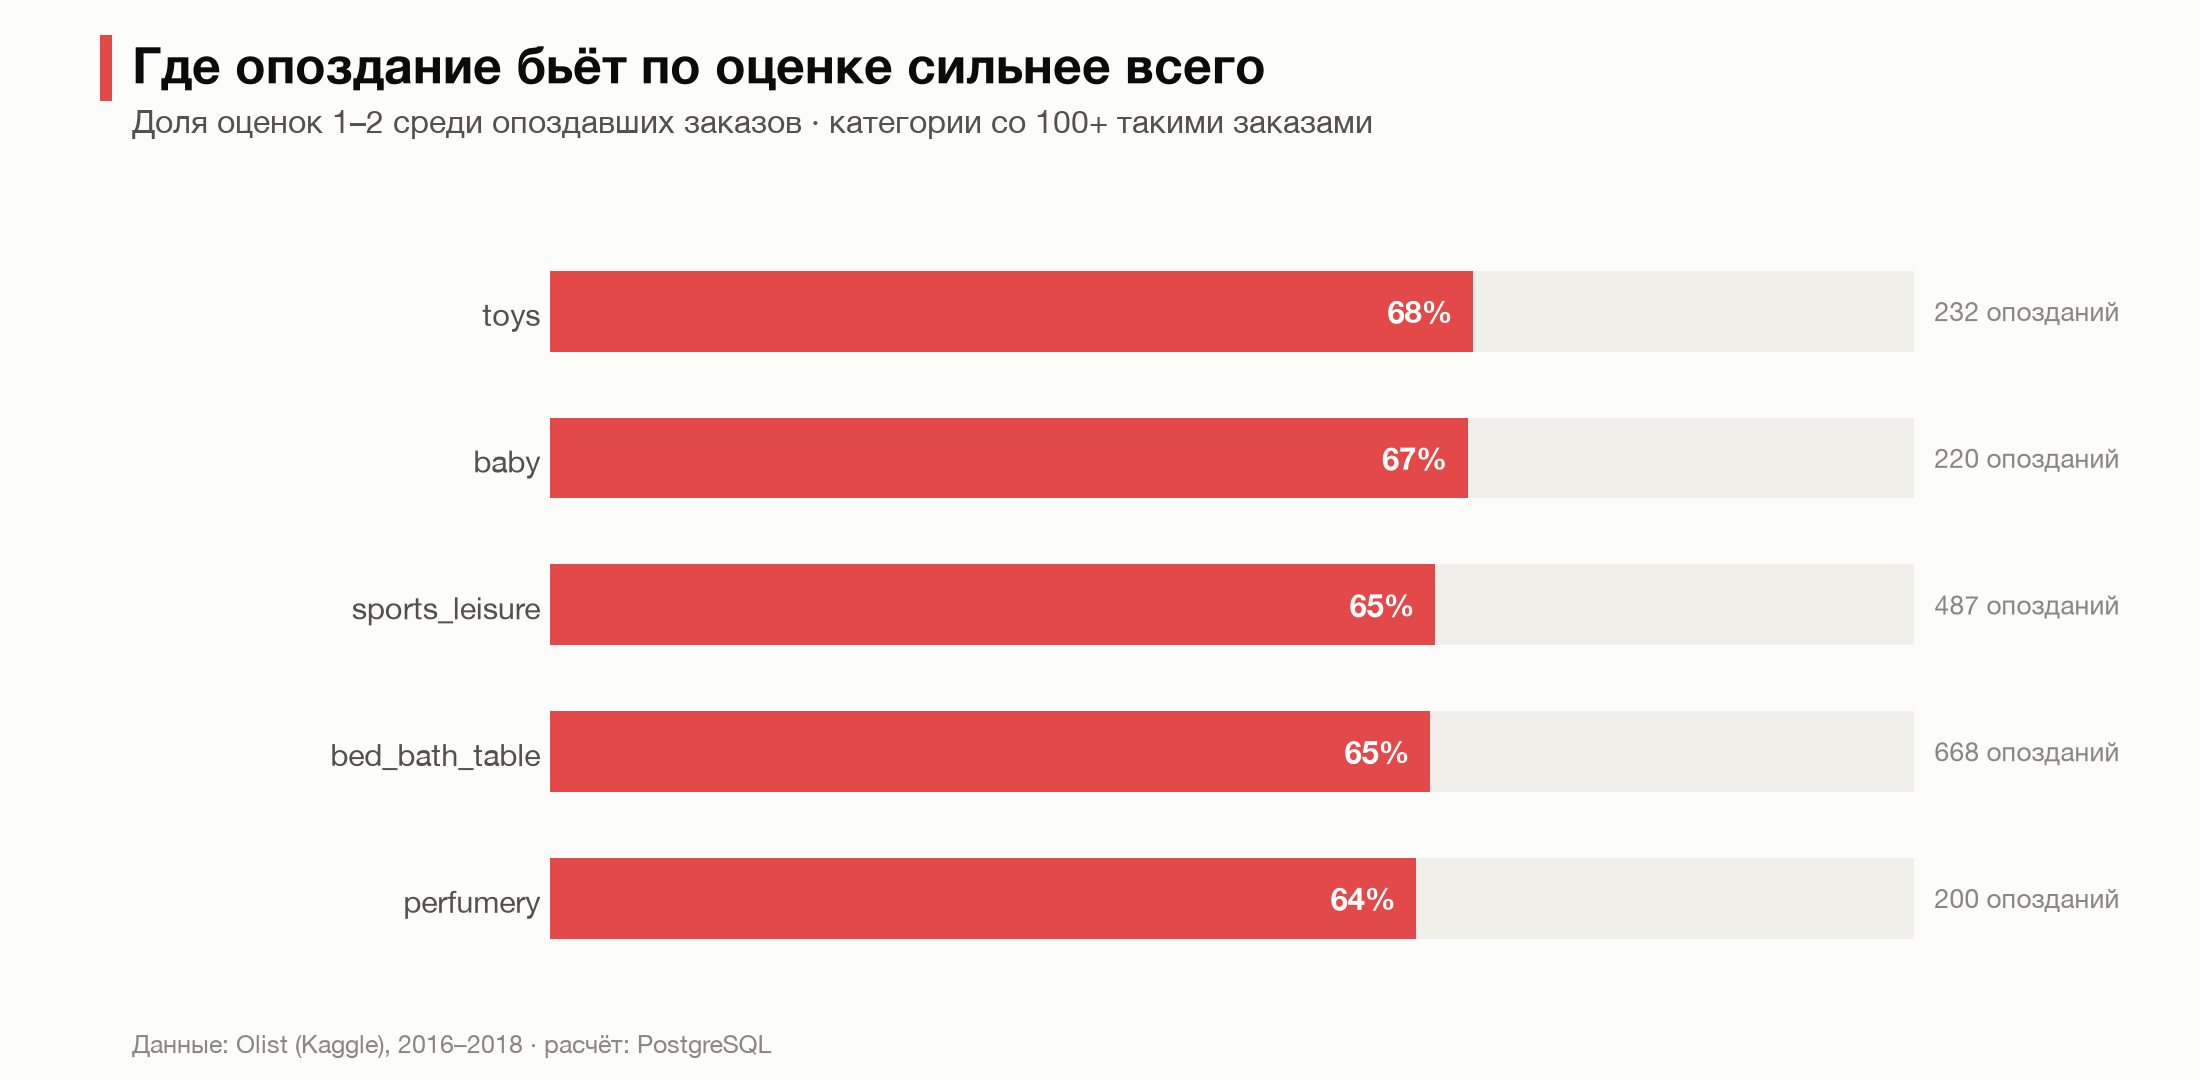 Где опоздание бьёт по оценке сильнее всего
Доля оценок 1–2 среди опоздавших заказов · категории со 100+ такими заказами
toys 68% 232 опозданий
baby 67% 220 опозданий
sports_leisure 65% 487 опозданий
bed_bath_table 65% 668 опозданий
perfumery 64% 200 опозданий
Данные: Olist (Kaggle), 2016–2018 · расчёт: PostgreSQL